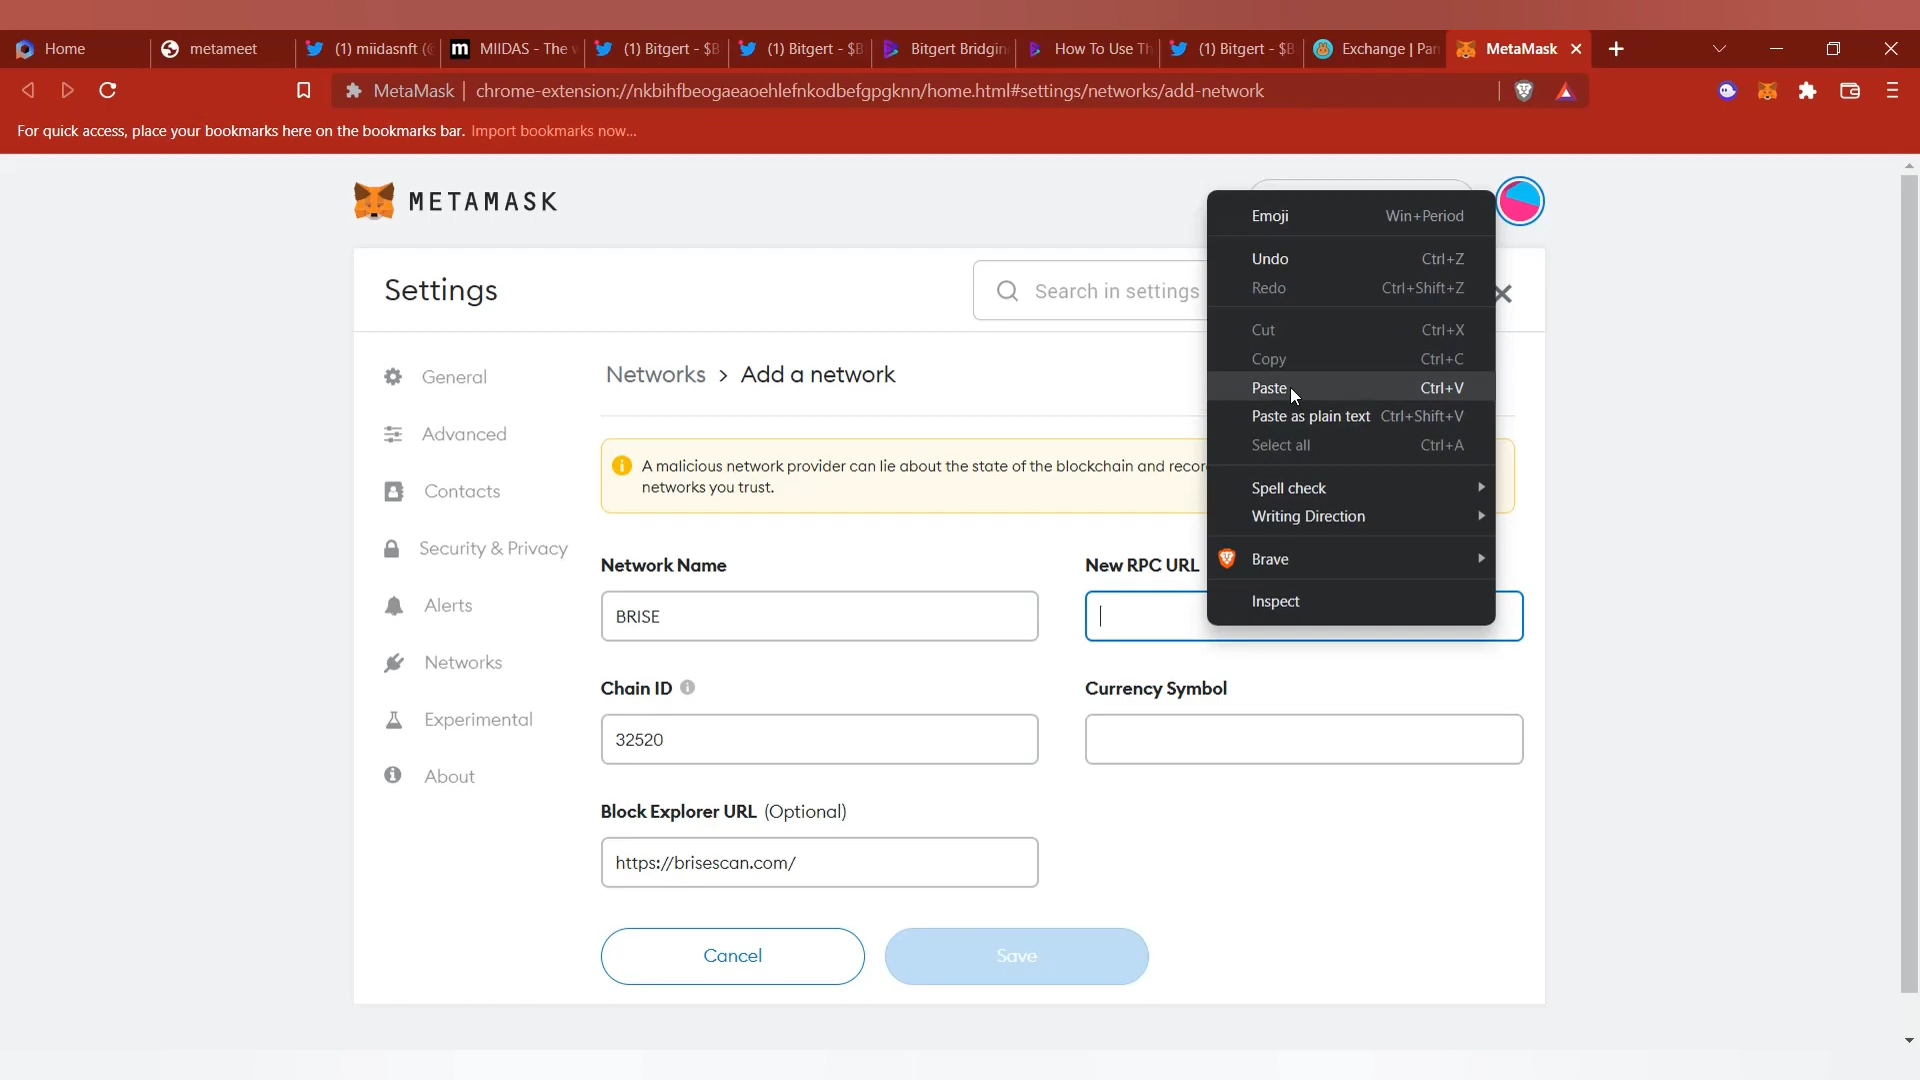 Home
metameet
(1) miidasnft (
MIIDAS - The
(1) Bitgert - $B
(1) Bitgert - $B
Bitgert Bridgin
How To Use Th
(1) Bitgert - $B
Exchange | Pan
MetaMask
MetaMask | chrome-extension://nkbihfbeogaeaoehlefnkodbefgpgknn/home.html#settings/networks/add-network
For quick access, place your bookmarks here on the bookmarks bar. Import bookmarks now...
METAMASK
Settings
Search in settings
General
Advanced
Contacts
Security & Privacy
Alerts
Networks
Experimental
About
Networks > Add a network
A malicious network provider can lie about the state of the blockchain and recor
networks you trust.
Network Name
BRISE
New RPC URL
Chain ID
32520
Currency Symbol
Block Explorer URL (Optional)
https://brisescan.com/
Cancel
Save
Emoji Win+Period
Undo Ctrl+Z
Redo Ctrl+Shift+Z
Cut Ctrl+X
Copy Ctrl+C
Paste Ctrl+V
Paste as plain text Ctrl+Shift+V
Select all Ctrl+A
Spell check
Writing Direction
Brave
Inspect